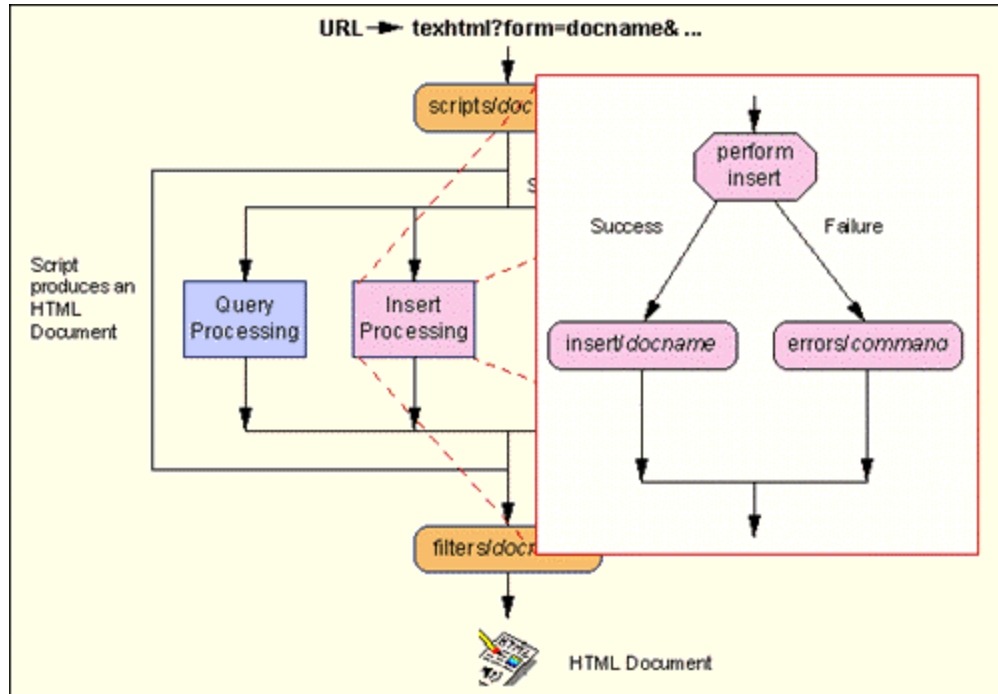 URL texhtml?form=docname& ...
scripts/doc
perform
insert
Success
Failure
Script
produces an
HTML
Document
Query
Processing
Insert
Processing
insert/docname
errors/command
filters/docn
HTML Document